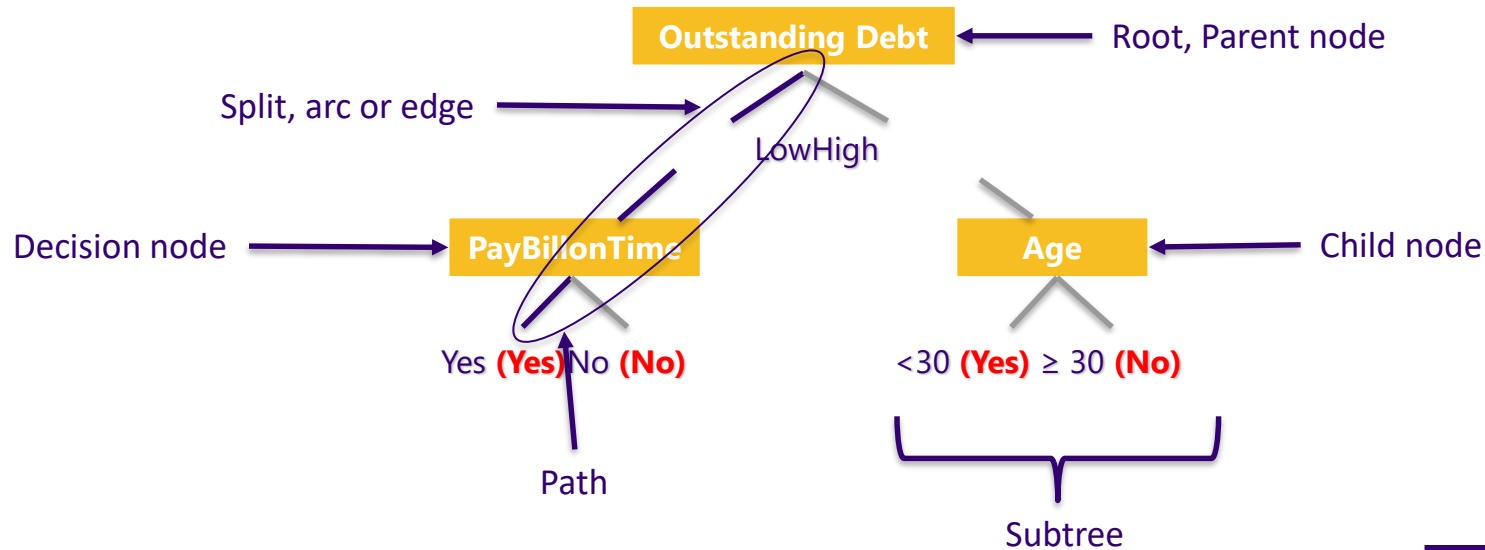 Outstanding Debt
Root, Parent node
Split, arc or edge
LowHigh
Decision node
PayBillonTime
Age
Child node
Yes (Yes)No (No)
<30 (Yes) ≥ 30 (No)
Path
Subtree